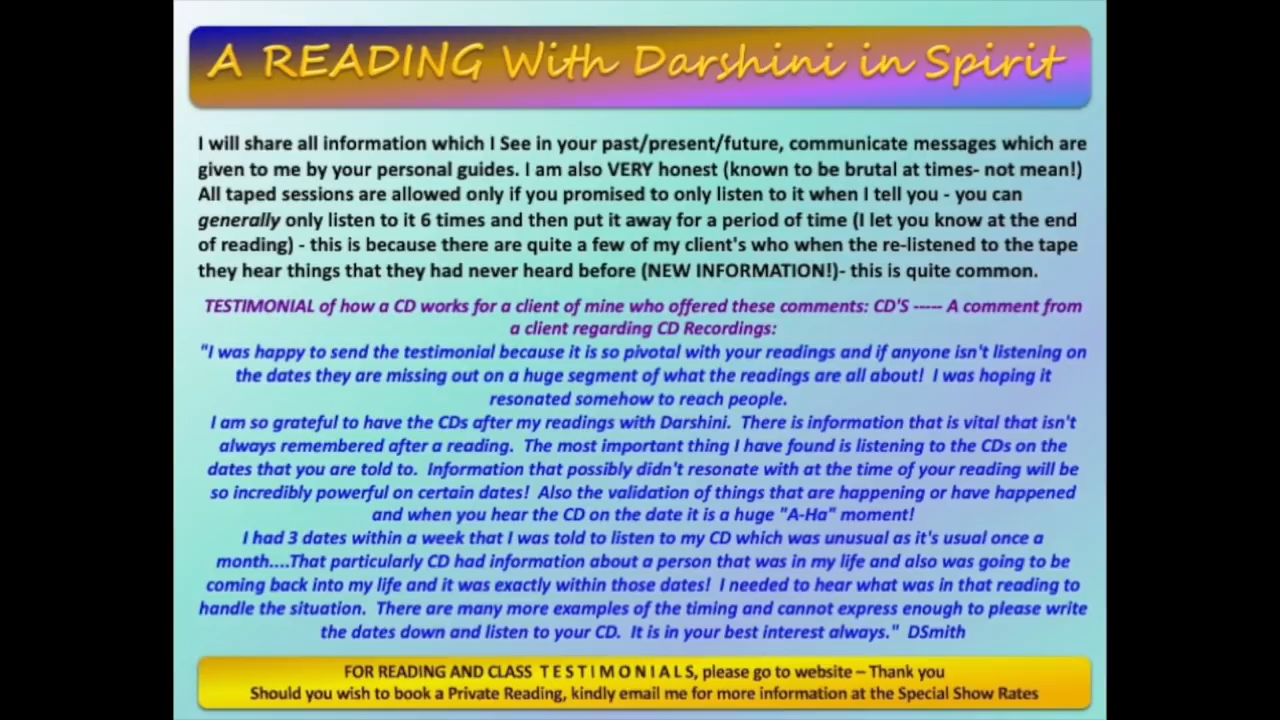 A READING With Darshini in Spirit
I will share all information which I See in your past/present/future, communicate messages which are
given to me by your personal guides. I am also VERY honest (known to be brutal at times- not mean!)
All taped sessions are allowed only if you promised to only listen to it when I tell you - you can
generally only listen to it 6 times and then put it away for a period of time (I let you know at the end
of reading) - this is because there are quite a few of my client's who when the re-listened to the tape
they hear things that they had never heard before (NEW INFORMATION!)- this is quite common.
TESTIMONIAL of how a CD works for a client of mine who offered these comments: CD'S ----- A comment from
a client regarding CD Recordings:
"I was happy to send the testimonial because it is so pivotal with your readings and if anyone isn't listening on
the dates they are missing out on a huge segment of what the readings are all about!  I was hoping it
resonated somehow to reach people.
I am so grateful to have the CDs after my readings with Darshini.  There is information that is vital that isn't
always remembered after a reading.  The most important thing I have found is listening to the CDs on the
dates that you are told to.  Information that possibly didn't resonate with at the time of your reading will be
so incredibly powerful on certain dates!  Also the validation of things that are happening or have happened
and when you hear the CD on the date it is a huge "A-Ha" moment!
I had 3 dates within a week that I was told to listen to my CD which was unusual as it's usual once a
month....That particularly CD had information about a person that was in my life and also was going to be
coming back into my life and it was exactly within those dates!  I needed to hear what was in that reading to
handle the situation.  There are many more examples of the timing and cannot express enough to please write
the dates down and listen to your CD.  It is in your best interest always."  DSmith
FOR READING AND CLASS T E S T I M O N I A L S, please go to website – Thank you
Should you wish to book a Private Reading, kindly email me for more information at the Special Show Rates